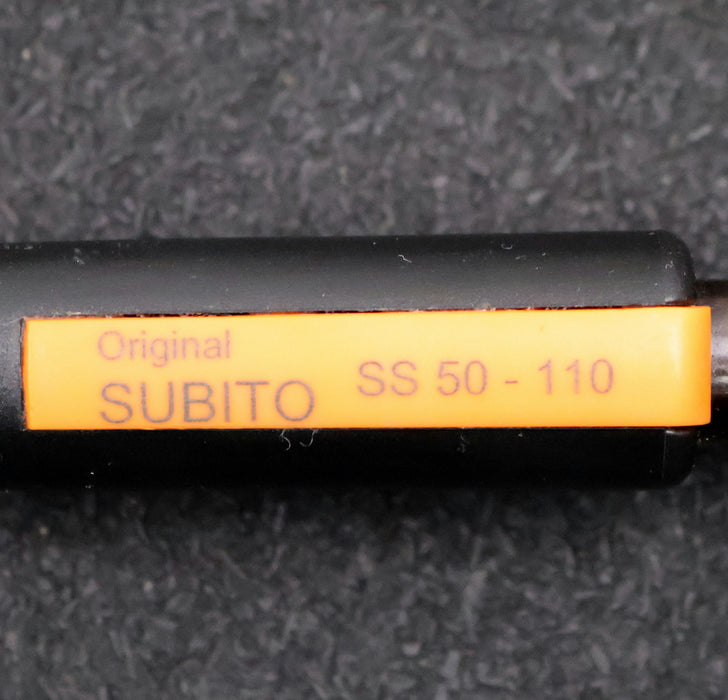 Original
SUBITO
SS 50 - 110